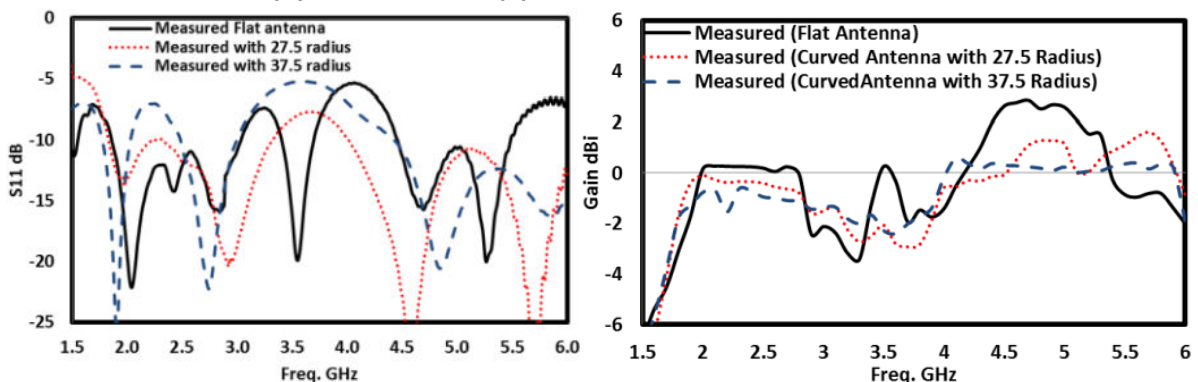 0
-5
-10
-15
-20
-25
S11 dB
Measured Flat antenna
Measured with 27.5 radius
Measured with 37.5 radius
1.5 2.0 2.5 3.0 3.5 4.0 4.5 5.0 5.5 6.0
Freq. GHz
6
4
2
0
-2
-4
-6
Gain dBi
Measured (Flat Antenna)
Measured (Curved Antenna with 27.5 Radius)
Measured (CurvedAntenna with 37.5 Radius)
1.5 2 2.5 3 3.5 4 4.5 5 5.5 6
Freq. GHz